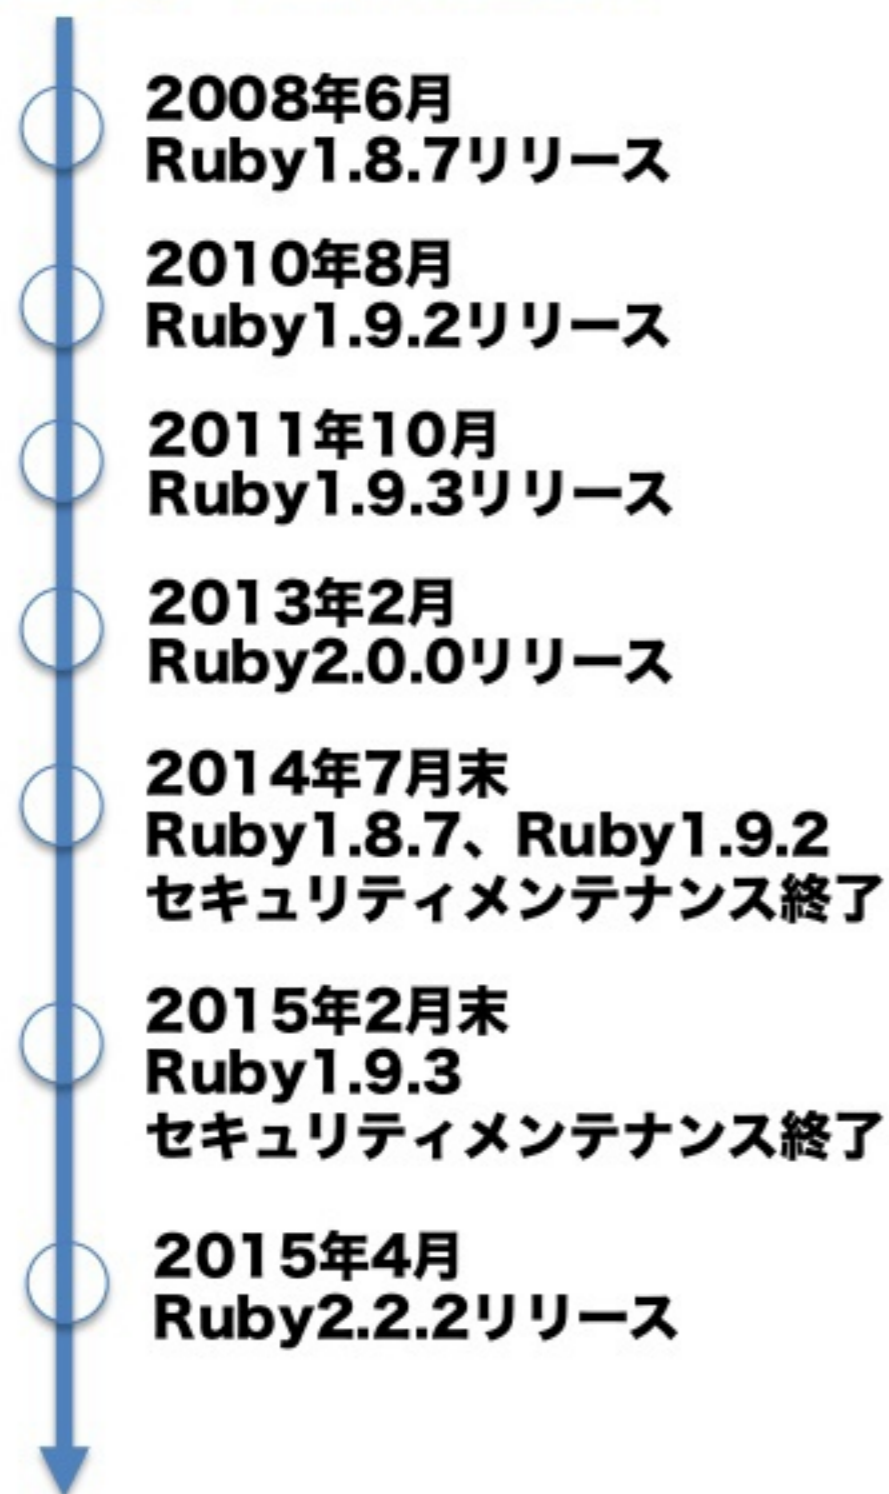 2008年6月
Ruby1.8.7リリース
2010年8月
Ruby1.9.2リリース
2011年10月
Ruby1.9.3リリース
2013年2月
Ruby2.0.0リリース
2014年7月末
Ruby1.8.7、Ruby1.9.2
セキュリティメンテナンス終了
2015年2月末
Ruby1.9.3
セキュリティメンテナンス終了
2015年4月
Ruby2.2.2リリース